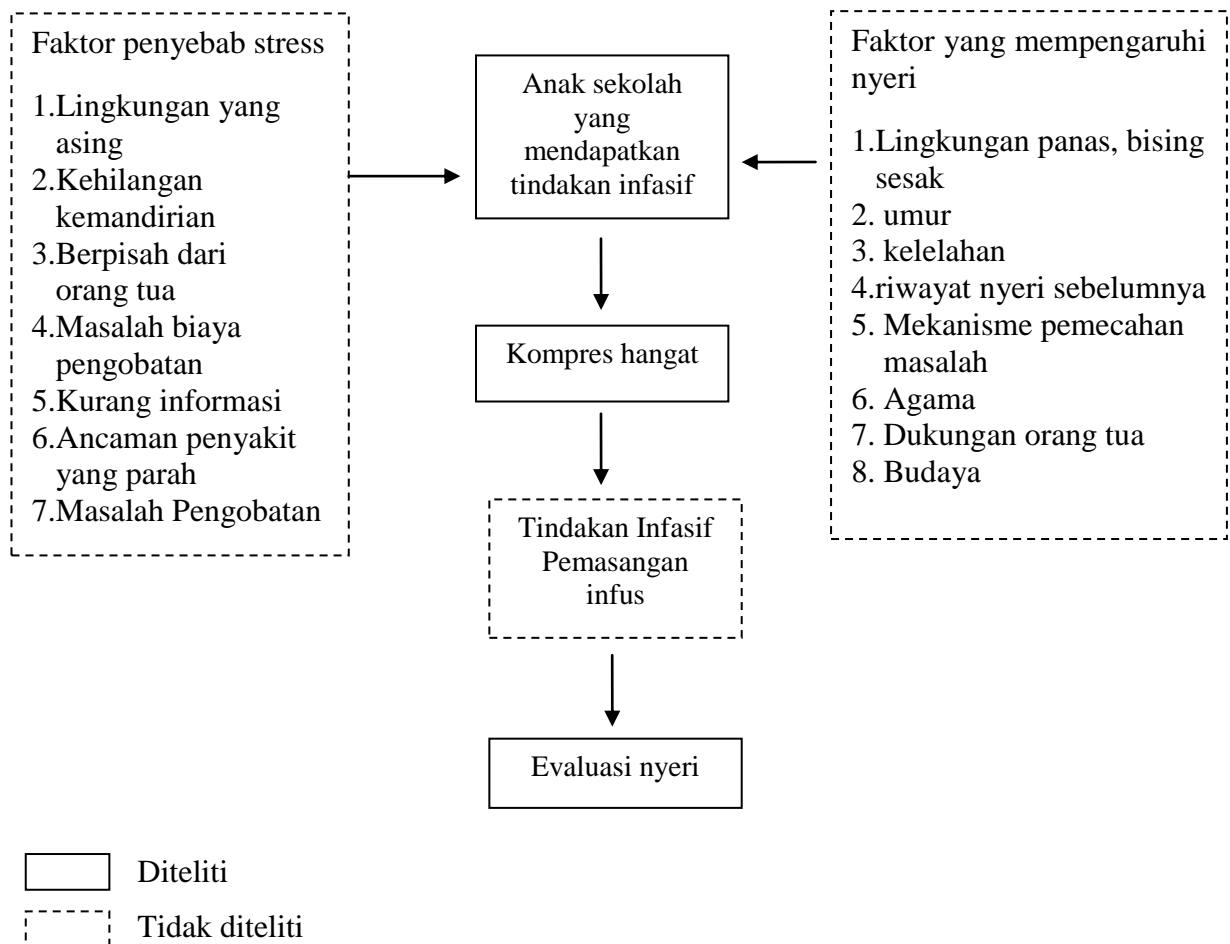 Faktor penyebab stress
1.Lingkungan yang
asing
2.Kehilangan
kemandirian
3.Berpisah dari
orang tua
4.Masalah biaya
pengobatan
5.Kurang informasi
6.Ancaman penyakit
yang parah
7.Masalah Pengobatan
Anak sekolah
yang
mendapatkan
tindakan infasif
Kompres hangat
Tindakan Infasif
Pemasangan
infus
Evaluasi nyeri
Faktor yang mempengaruhi
nyeri
1.Lingkungan panas, bising
sesak
2. umur
3. kelelahan
4.riwayat nyeri sebelumnya
5. Mekanisme pemecahan
masalah
6. Agama
7. Dukungan orang tua
8. Budaya
Diteliti
Tidak diteliti